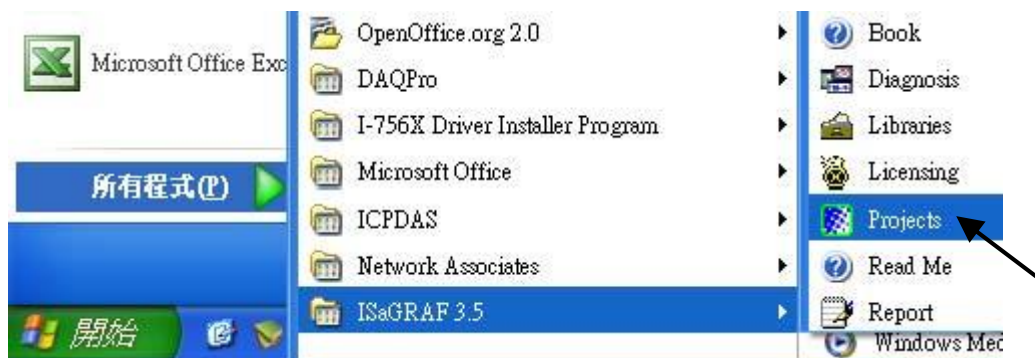 Microsoft Office Exc
所有程式(P)
開始
OpenOffice.org 2.0
DAQPro
I-756X Driver Installer Program
Microsoft Office
ICPDAS
Network Associates
ISaGRAF 3.5
Book
Diagnosis
Libraries
Licensing
Projects
Read Me
Report
Windows Med